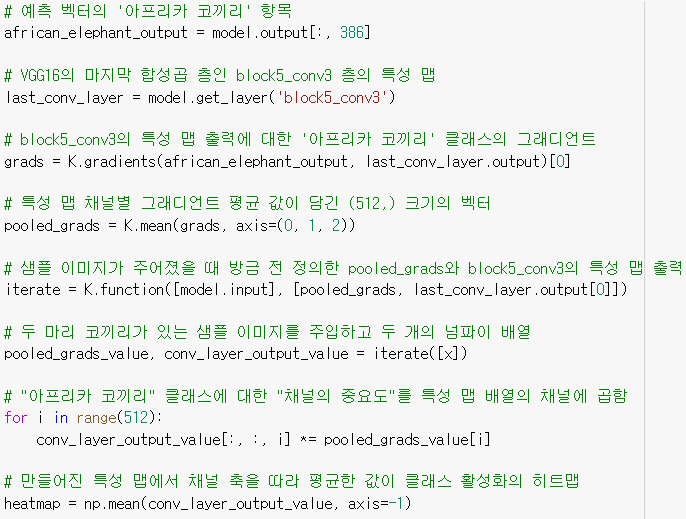 # 예측 벡터의 '아프리카 코끼리' 항목
african_elephant_output = model.output[:, 386]
# VGG16의 마지막 합성곱 층인 block5_conv3 층의 특성 맵
last_conv_layer = model.get_layer('block5_conv3')
# block5_conv3의 특성 맵 출력에 대한 '아프리카 코끼리' 클래스의 그래디언트
grads = K.gradients(african_elephant_output, last_conv_layer.output)[0]
# 특성 맵 채널별 그래디언트 평균 값이 담긴 (512,) 크기의 벡터
pooled_grads = K.mean(grads, axis=(0, 1, 2))
# 샘플 이미지가 주어졌을 때 방금 전 정의한 pooled_grads와 block5_conv3의 특성 맵 출력
iterate = K.function([model.input], [pooled_grads, last_conv_layer.output[0]])
# 두 마리 코끼리가 있는 샘플 이미지를 주입하고 두 개의 넘파이 배열
pooled_grads_value, conv_layer_output_value = iterate([x])
# "아프리카 코끼리" 클래스에 대한 "채널의 중요도"를 특성 맵 배열의 채널에 곱함
for i in range(512):
    conv_layer_output_value[:, :, i] *= pooled_grads_value[i]
# 만들어진 특성 맵에서 채널 축을 따라 평균한 값이 클래스 활성화의 히트맵
heatmap = np.mean(conv_layer_output_value, axis=-1)